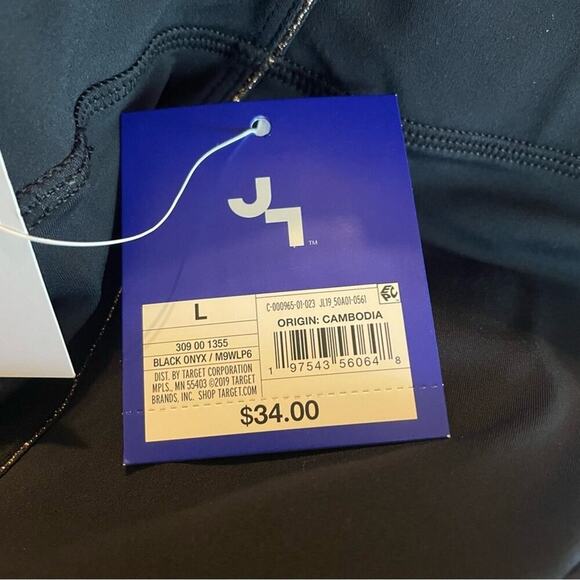 TM
L
C-000965-01-023 JL19_50A01-0561
EPC
ORIGIN: CAMBODIA
309 00 1355
BLACK ONYX / M9WLP6
1 97543 56064 8
DIST. BY TARGET CORPORATION
MPLS., MN 55403 ©2019 TARGET
BRANDS, INC. SHOP TARGET.COM
$34.00